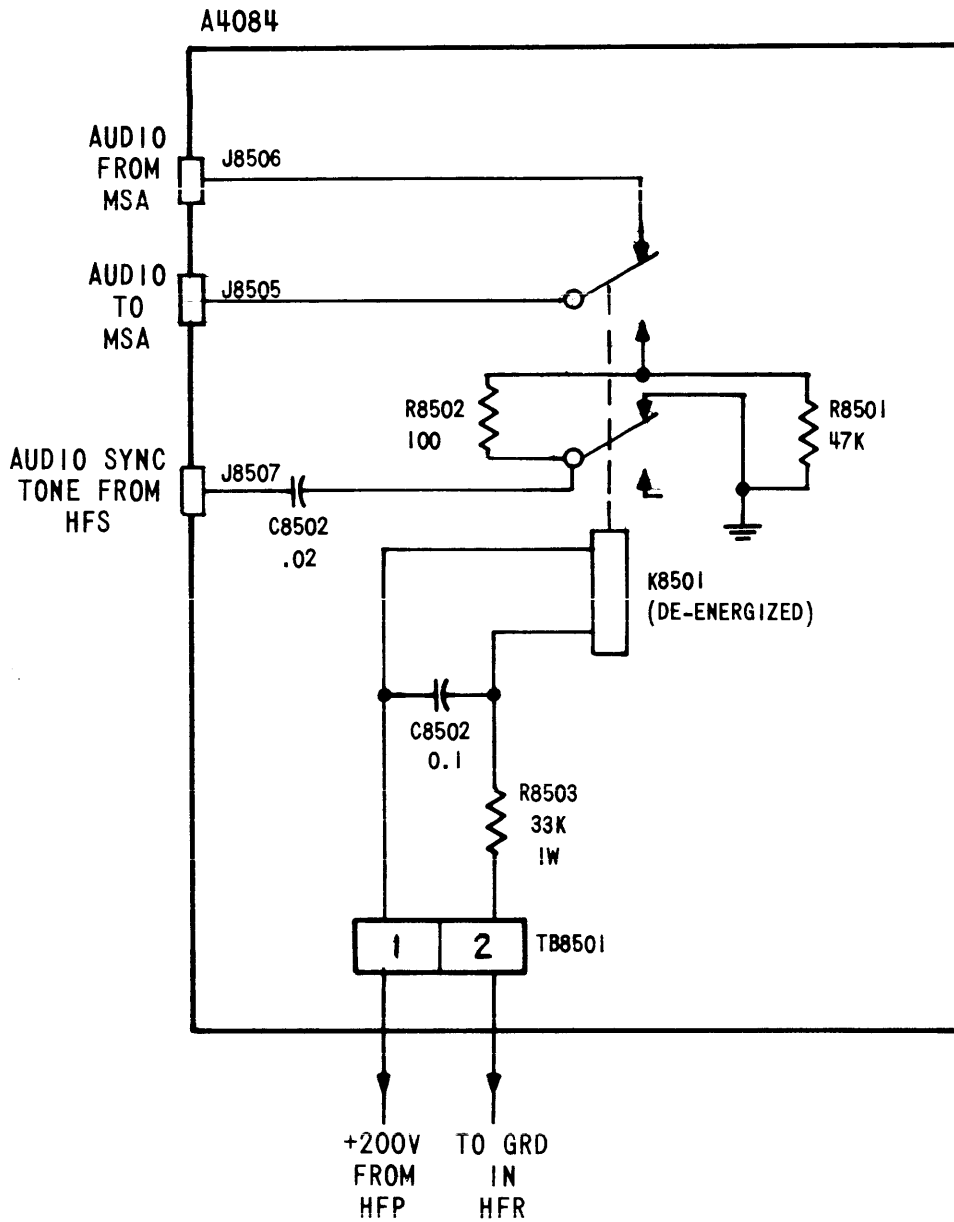 A4084
AUDIO
FROM
MSA
J8506
AUDIO
TO
MSA
J8505
R8502
100
R8501
47K
AUDIO SYNC
TONE FROM
HFS
J8507
C8502
.02
K8501
(DE-ENERGIZED)
C8502
0.1
R8503
33K
1W
1
2
TB8501
+200V
FROM
HFP
TO GRD
IN
HFR